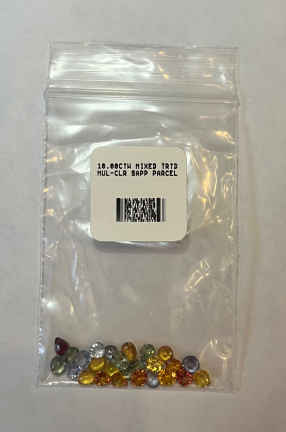 10.00CTW MIXED TRTD
MUL-CLR SAPP PARCEL